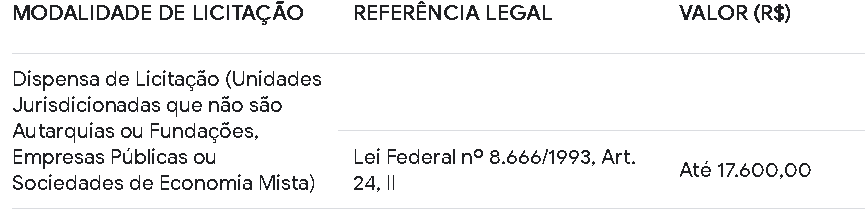 MODALIDADE DE LICITAÇÃO REFERÊNCIA LEGAL VALOR (R$)
Dispensa de Licitação (Unidades
Jurisdicionadas que não são
Autarquias ou Fundações,
Empresas Públicas ou
Sociedades de Economia Mista)
Lei Federal nº 8.666/1993, Art.
24, II
Até 17.600,00